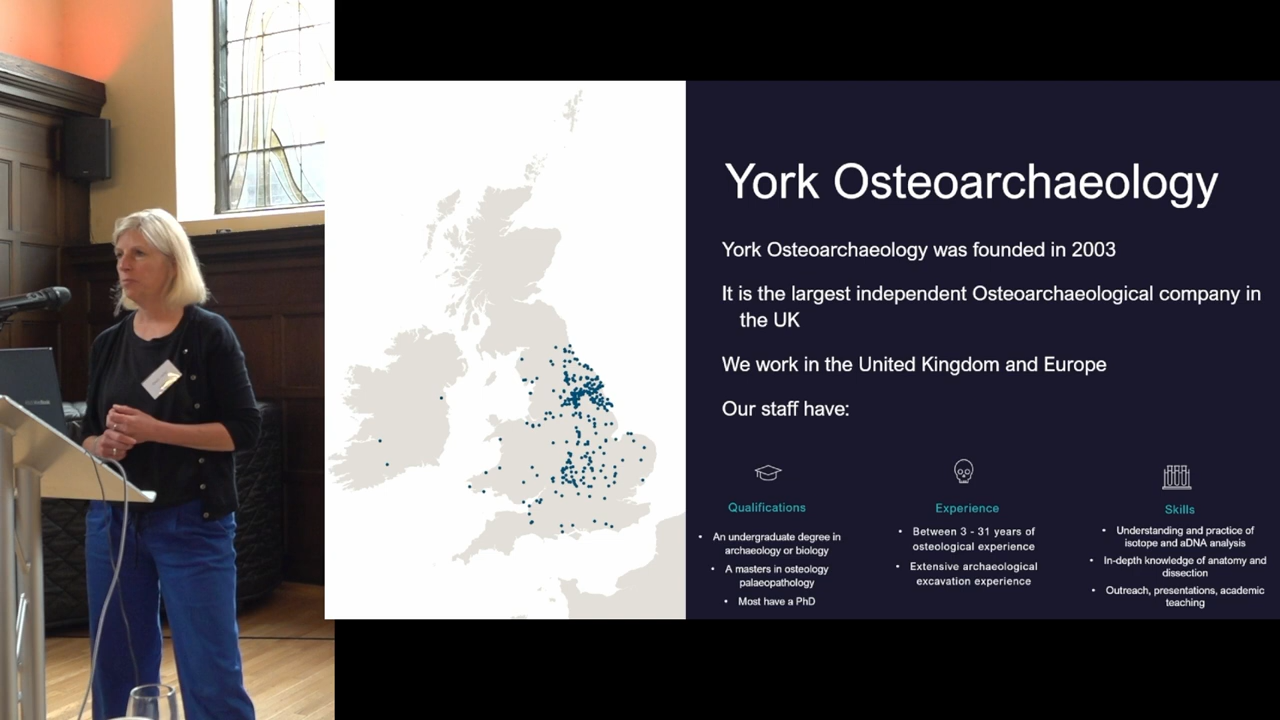 York Osteoarchaeology
York Osteoarchaeology was founded in 2003
It is the largest independent Osteoarchaeological company in
the UK
We work in the United Kingdom and Europe
Our staff have:
Qualifications
• An undergraduate degree in
archaeology or biology
• A masters in osteology
palaeopathology
• Most have a PhD
Experience
• Between 3 - 31 years of
osteological experience
• Extensive archaeological
excavation experience
Skills
• Understanding and practice of
isotope and aDNA analysis
• In-depth knowledge of anatomy and
dissection
• Outreach, presentations, academic
teaching